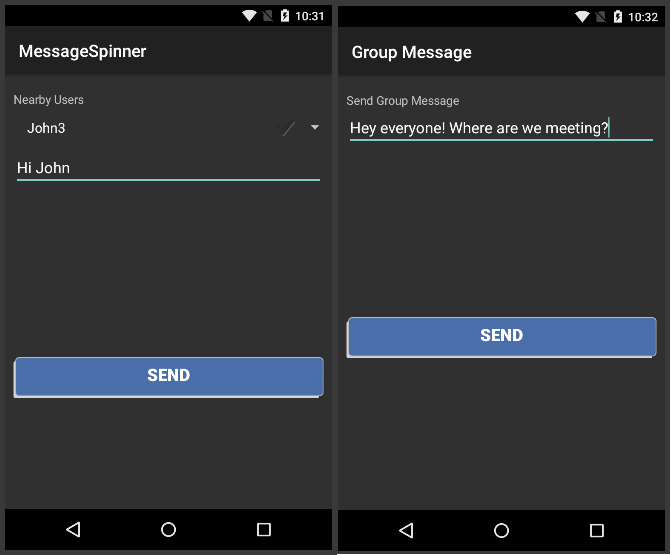 10:31
MessageSpinner
Nearby Users
John3
Hi John
SEND
10:32
Group Message
Send Group Message
Hey everyone! Where are we meeting?
SEND